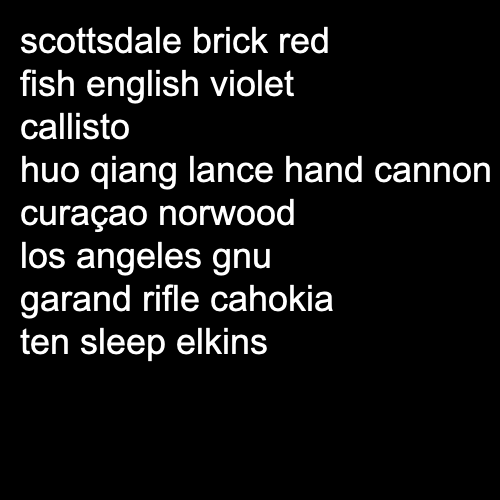 scottsdale brick red
fish english violet
callisto
huo qiang lance hand cannon
curaçao norwood
los angeles gnu
garand rifle cahokia
ten sleep elkins